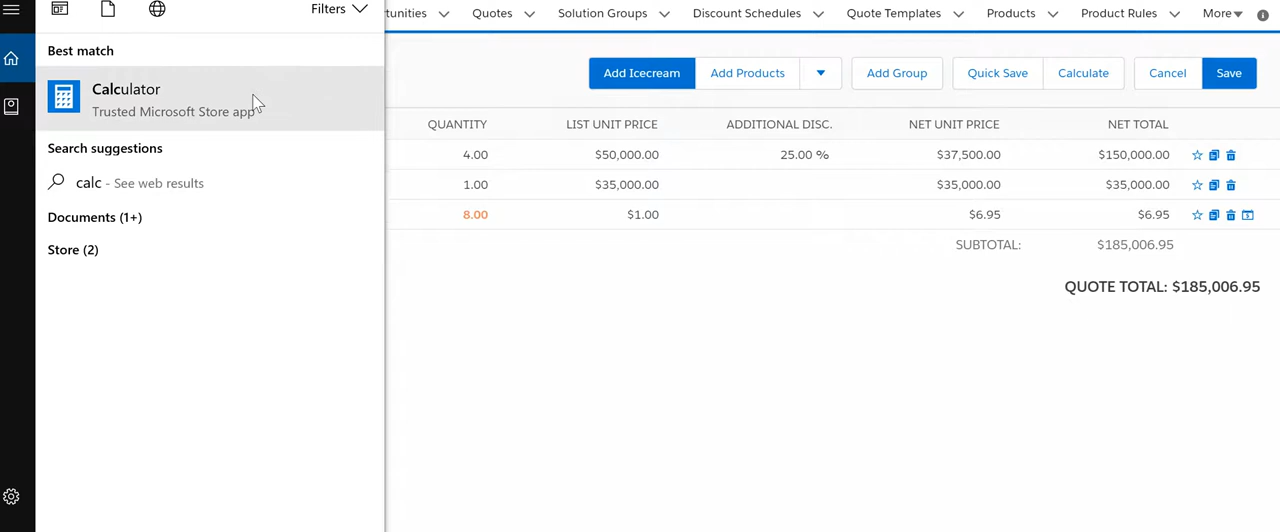 Filters
Best match
Calculator
Trusted Microsoft Store app
Search suggestions
calc - See web results
Documents (1+)
Store (2)
rtunities Quotes Solution Groups Discount Schedules Quote Templates Products Product Rules More
Add Icecream Add Products Add Group Quick Save Calculate Cancel Save
QUANTITY LIST UNIT PRICE ADDITIONAL DISC. NET UNIT PRICE NET TOTAL
4.00 $50,000.00 25.00 % $37,500.00 $150,000.00
1.00 $35,000.00 $35,000.00 $35,000.00
8.00 $1.00 $6.95 $6.95
SUBTOTAL: $185,006.95
QUOTE TOTAL: $185,006.95